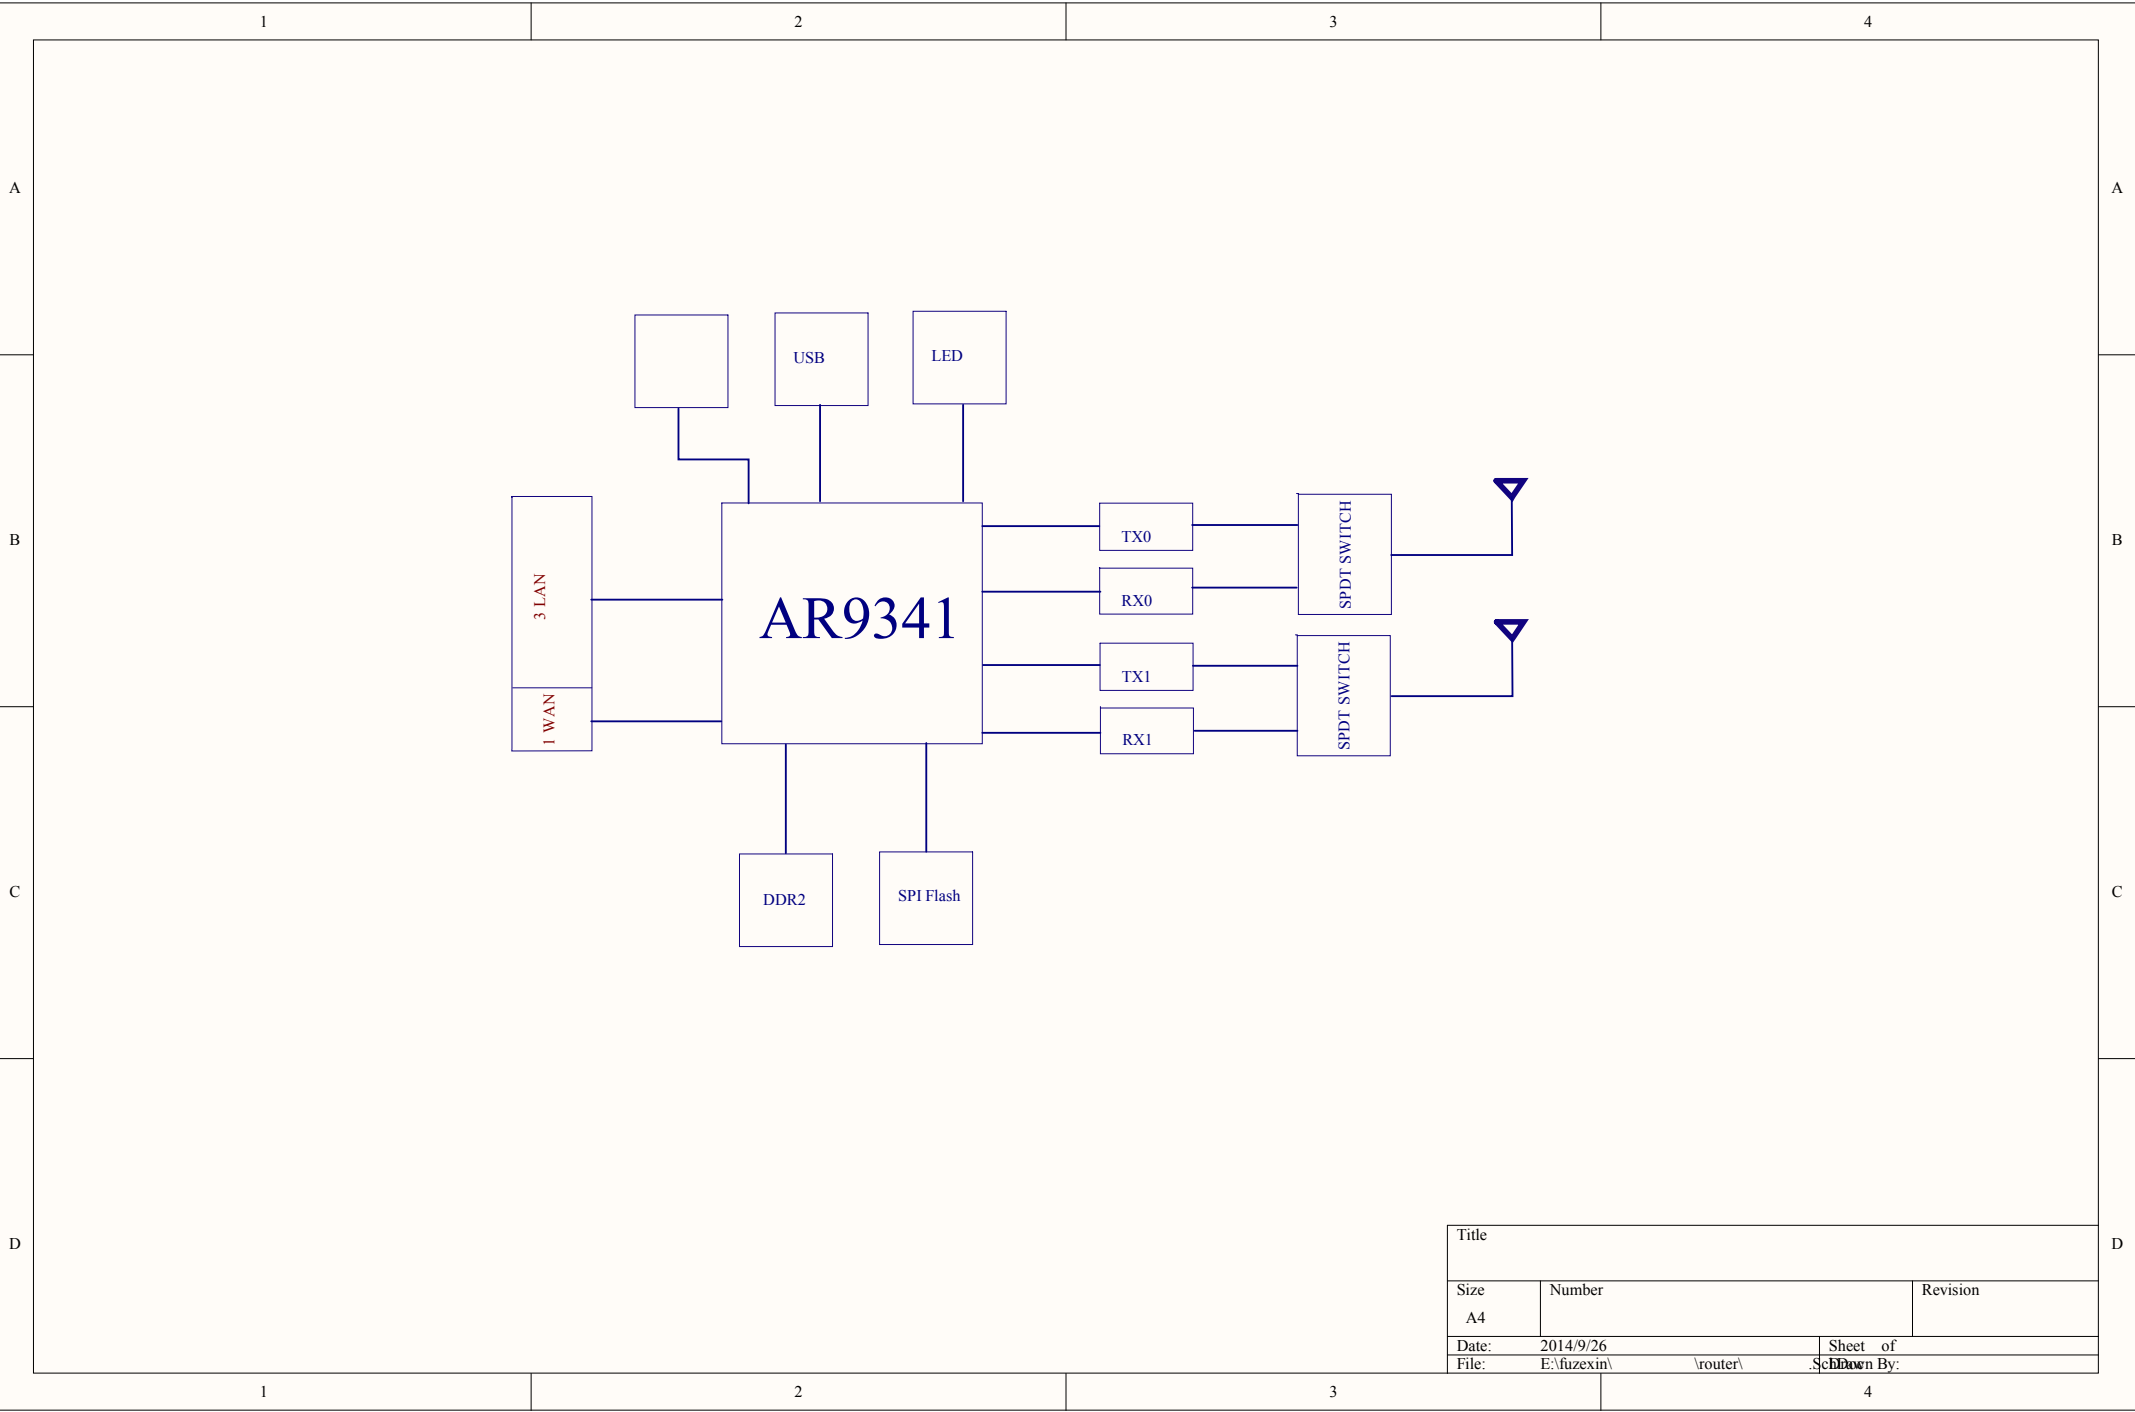 1 2 3 4
A A
USB LED
B B
3 LAN
1 WAN
AR9341
TX0
RX0
TX1
RX1
SPDT SWITCH
SPDT SWITCH
DDR2
SPI Flash
C C
D D
Title
Size Number Revision
A4
Date: 2014/9/26 Sheet of
File: E:\fuzexin\ \router\ .SchDoc Drawn By:
1 2 3 4